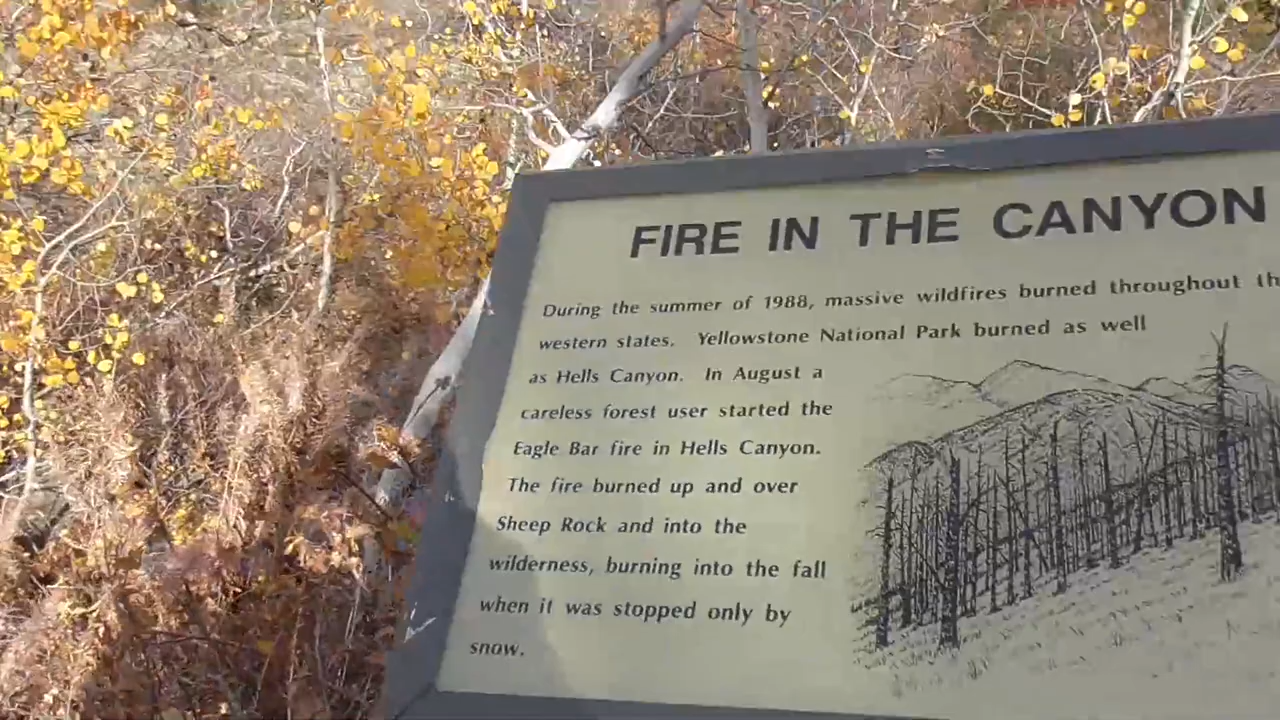 FIRE IN THE CANYON
During the summer of 1988, massive wildfires burned throughout th
western states. Yellowstone National Park burned as well
as Hells Canyon. In August a
careless forest user started the
Eagle Bar fire in Hells Canyon.
The fire burned up and over
Sheep Rock and into the
wilderness, burning into the fall
when it was stopped only by
snow.